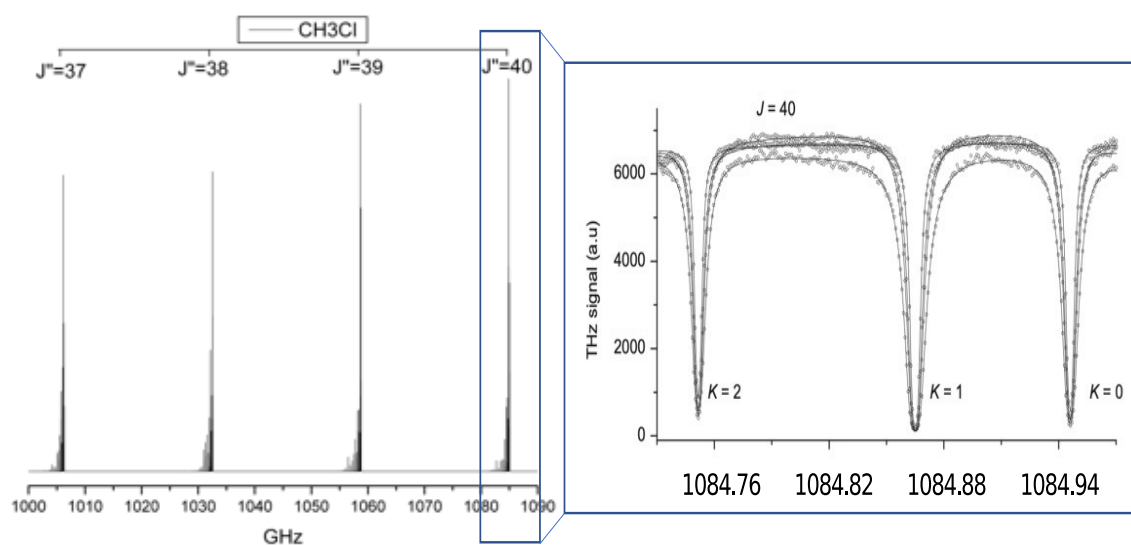 CH3Cl
J"=37 J"=38 J"=39 J"=40
1000 1010 1020 1030 1040 1050 1060 1070 1080 1090
GHz
J = 40
6000
4000
2000
0
THz signal (a.u)
K = 2 K = 1 K = 0
1084.76 1084.82 1084.88 1084.94